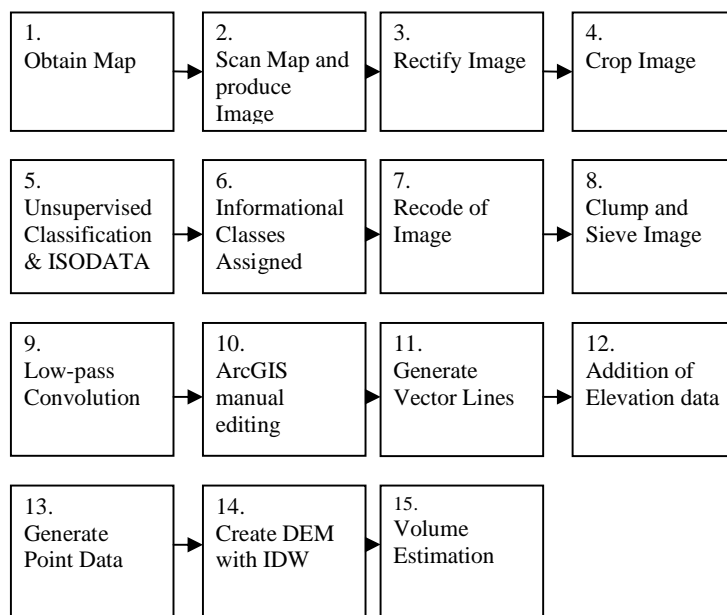 1.
Obtain Map
2.
Scan Map and
produce
Image
3.
Rectify Image
4.
Crop Image
5.
Unsupervised
Classification
& ISODATA
6.
Informational
Classes
Assigned
7.
Recode of
Image
8.
Clump and
Sieve Image
9.
Low-pass
Convolution
10.
ArcGIS
manual
editing
11.
Generate
Vector Lines
12.
Addition of
Elevation data
13.
Generate
Point Data
14.
Create DEM
with IDW
15.
Volume
Estimation